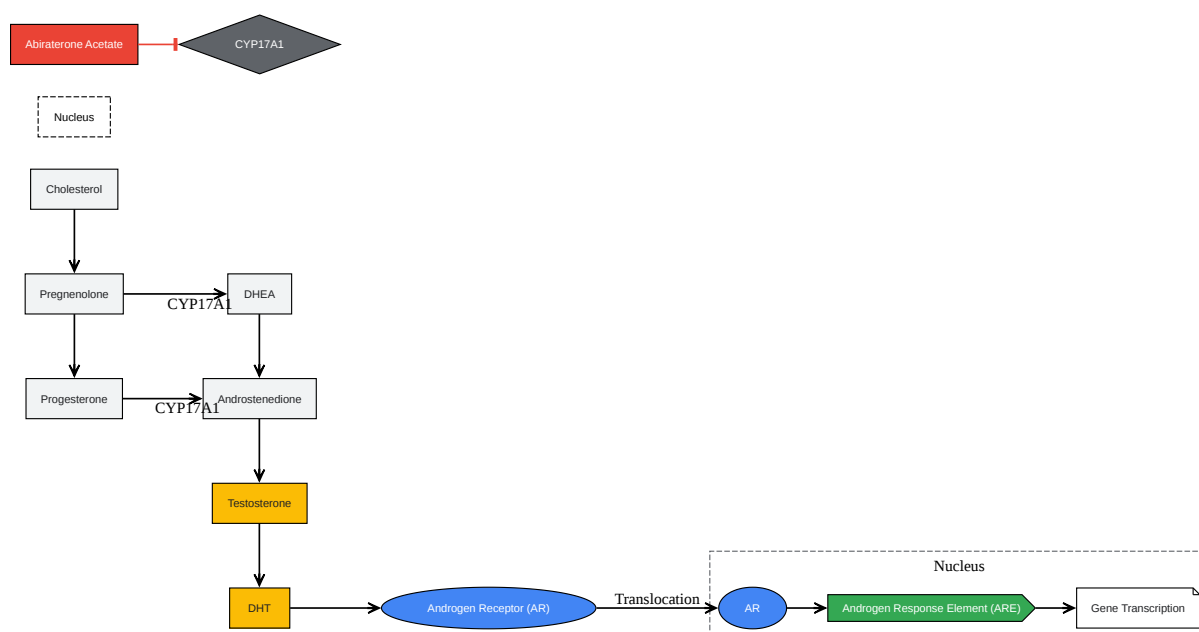 Abiraterone Acetate
CYP17A1
Nucleus
Cholesterol
Pregnenolone
CYP17A1
DHEA
Progesterone
CYP17A1
Androstenedione
Testosterone
DHT
Androgen Receptor (AR)
Translocation
Nucleus
AR
Androgen Response Element (ARE)
Gene Transcription